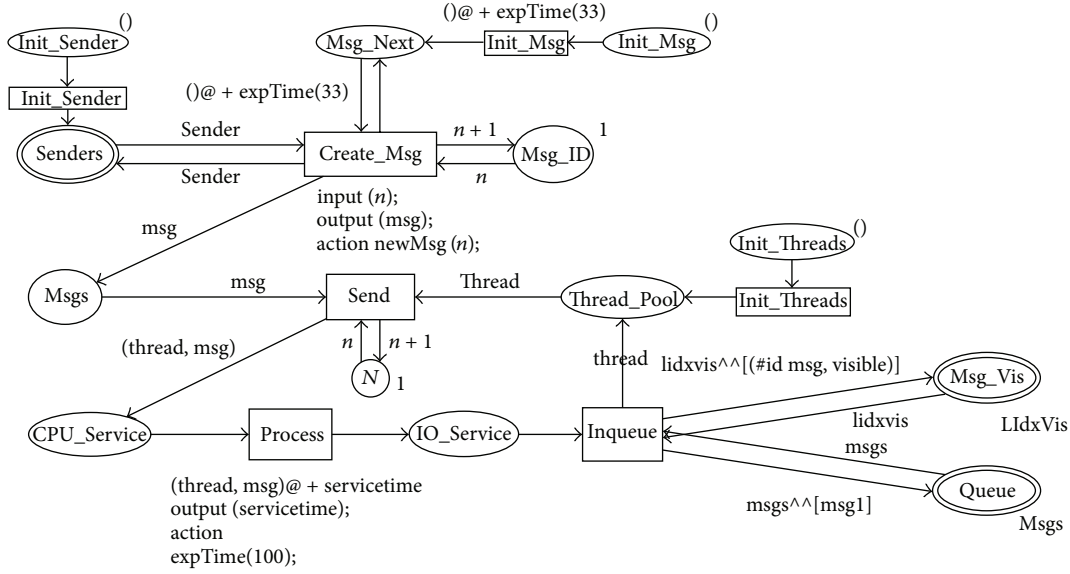 ()@ + expTime(33)
()
Init_Sender
Msg_Next
Init_Msg
Init_Msg
()
Init_Sender
()@ + expTime(33)
Senders
Sender
Sender
Create_Msg
n + 1
n
Msg_ID
1
input (n);
output (msg);
action newMsg (n);
msg
()
Init_Threads
Msgs
msg
Send
Thread
Thread_Pool
Init_Threads
(thread, msg)
n
n + 1
N
1
thread
lidxvis^^[(#id msg, visible)]
Msg_Vis
lidxvis
LIdxVis
CPU_Service
Process
IO_Service
Inqueue
msgs
msgs^^[msg1]
Queue
Msgs
(thread, msg)@ + servicetime
output (servicetime);
action
expTime(100);